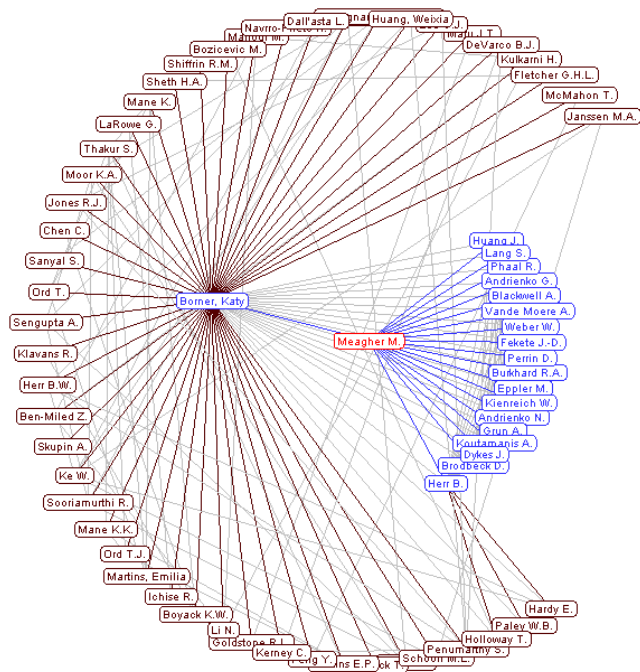 Dall'asta L.
Huang, Weixia
DeVarco B.J.
Bozicevic M.
Kulkarni H.
Shiffrin R.M.
Fletcher G.H.L.
Sheth H.A.
McMahon T.
Mane K.
Janssen M.A.
LaRowe G.
Thakur S.
Moor K.A.
Jones R.J.
Chen C.
Huang J.
Lang S.
Sanyal S.
Phaal R.
Andrienko G.
Ord T.
Blackwell A.
Borner, Katy
Vande Moere A.
Sengupta A.
Weber W.
Meagher M.
Fekete J.-D.
Klavans R.
Perrin D.
Burkhard R.A.
Herr B.W.
Eppler M.
Kienreich W.
Ben-Miled Z.
Andrienko N.
Grun A.
Skupin A.
Koutamanis A.
Dykes J.
Brodbeck D.
Ke W.
Herr B.
Sooriamurthi R.
Mane K.K.
Ord T.J.
Martins, Emilia
Ichise R.
Hardy E.
Boyack K.W.
Paley W.B.
Li N.
Holloway T.
Goldstone R.L.
Penumarthy S.
Kerney C.
Schoon M.L.